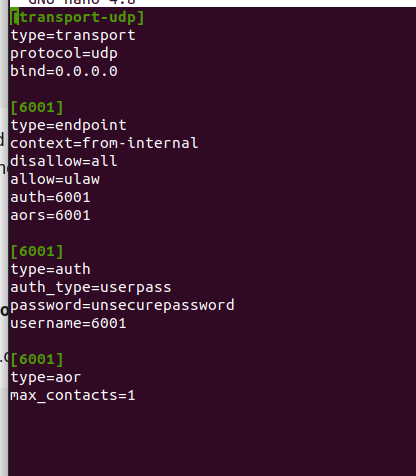 GNU nano 4.8
[transport-udp]
type=transport
protocol=udp
bind=0.0.0.0
[6001]
type=endpoint
context=from-internal
disallow=all
allow=ulaw
auth=6001
aors=6001
[6001]
type=auth
auth_type=userpass
password=unsecurepassword
username=6001
[6001]
type=aor
max_contacts=1